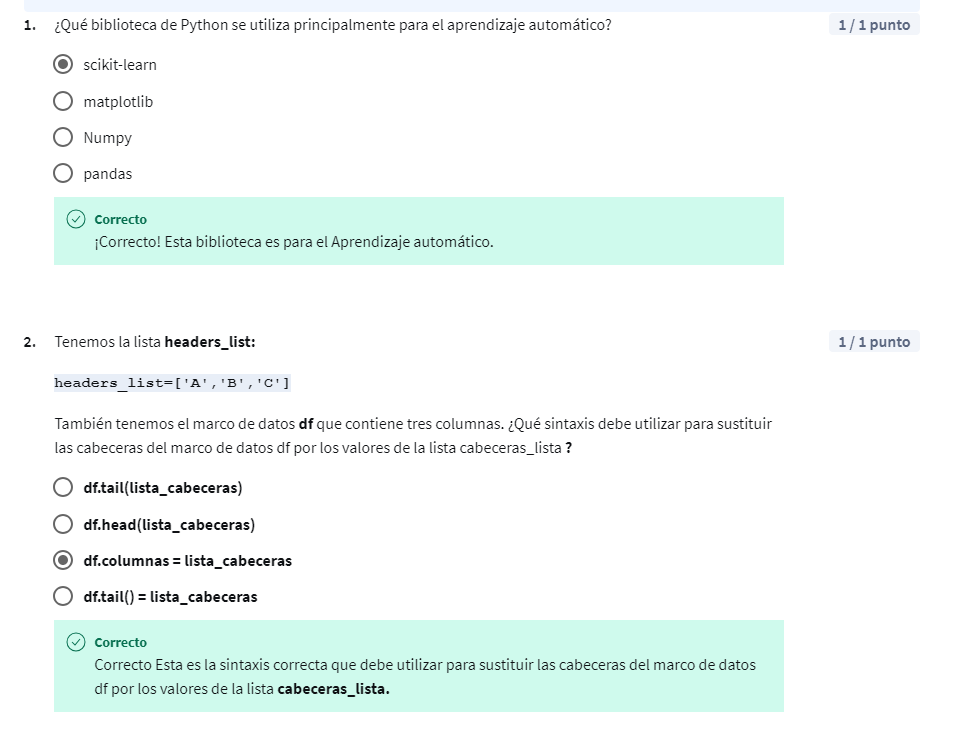 1. ¿Qué biblioteca de Python se utiliza principalmente para el aprendizaje automático? 1 / 1 punto
scikit-learn
matplotlib
Numpy
pandas
Correcto
¡Correcto! Esta biblioteca es para el Aprendizaje automático.
2. Tenemos la lista headers_list: 1 / 1 punto
headers_list=['A','B','C']
También tenemos el marco de datos df que contiene tres columnas. ¿Qué sintaxis debe utilizar para sustituir
las cabeceras del marco de datos df por los valores de la lista cabeceras_lista ?
df.tail(lista_cabeceras)
df.head(lista_cabeceras)
df.columnas = lista_cabeceras
df.tail() = lista_cabeceras
Correcto
Correcto Esta es la sintaxis correcta que debe utilizar para sustituir las cabeceras del marco de datos
df por los valores de la lista cabeceras_lista.